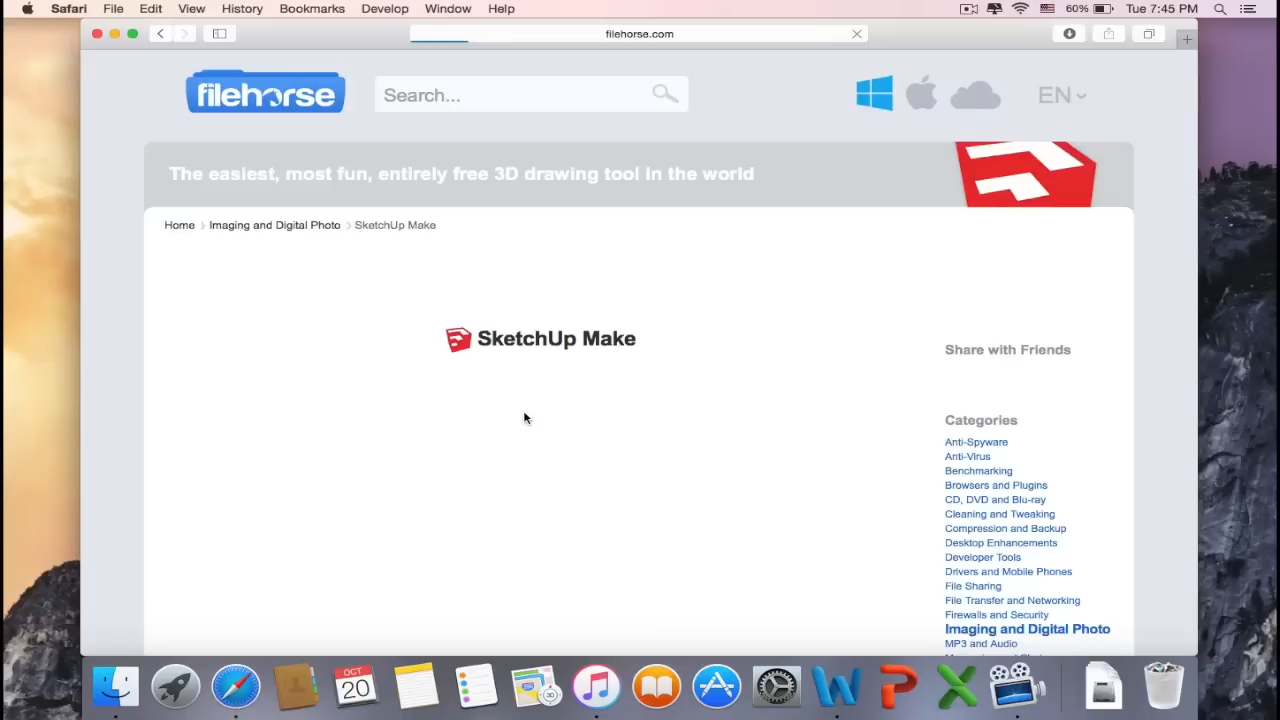 Safari File Edit View History Bookmarks Develop Window Help 60% Tue 7:45 PM
filehorse.com
filehorse Search... EN
The easiest, most fun, entirely free 3D drawing tool in the world
Home Imaging and Digital Photo SketchUp Make
SketchUp Make
Share with Friends
Categories
Anti-Spyware
Anti-Virus
Benchmarking
Browsers and Plugins
CD, DVD and Blu-ray
Cleaning and Tweaking
Compression and Backup
Desktop Enhancements
Developer Tools
Drivers and Mobile Phones
File Sharing
File Transfer and Networking
Firewalls and Security
Imaging and Digital Photo
MP3 and Audio
OCT
20